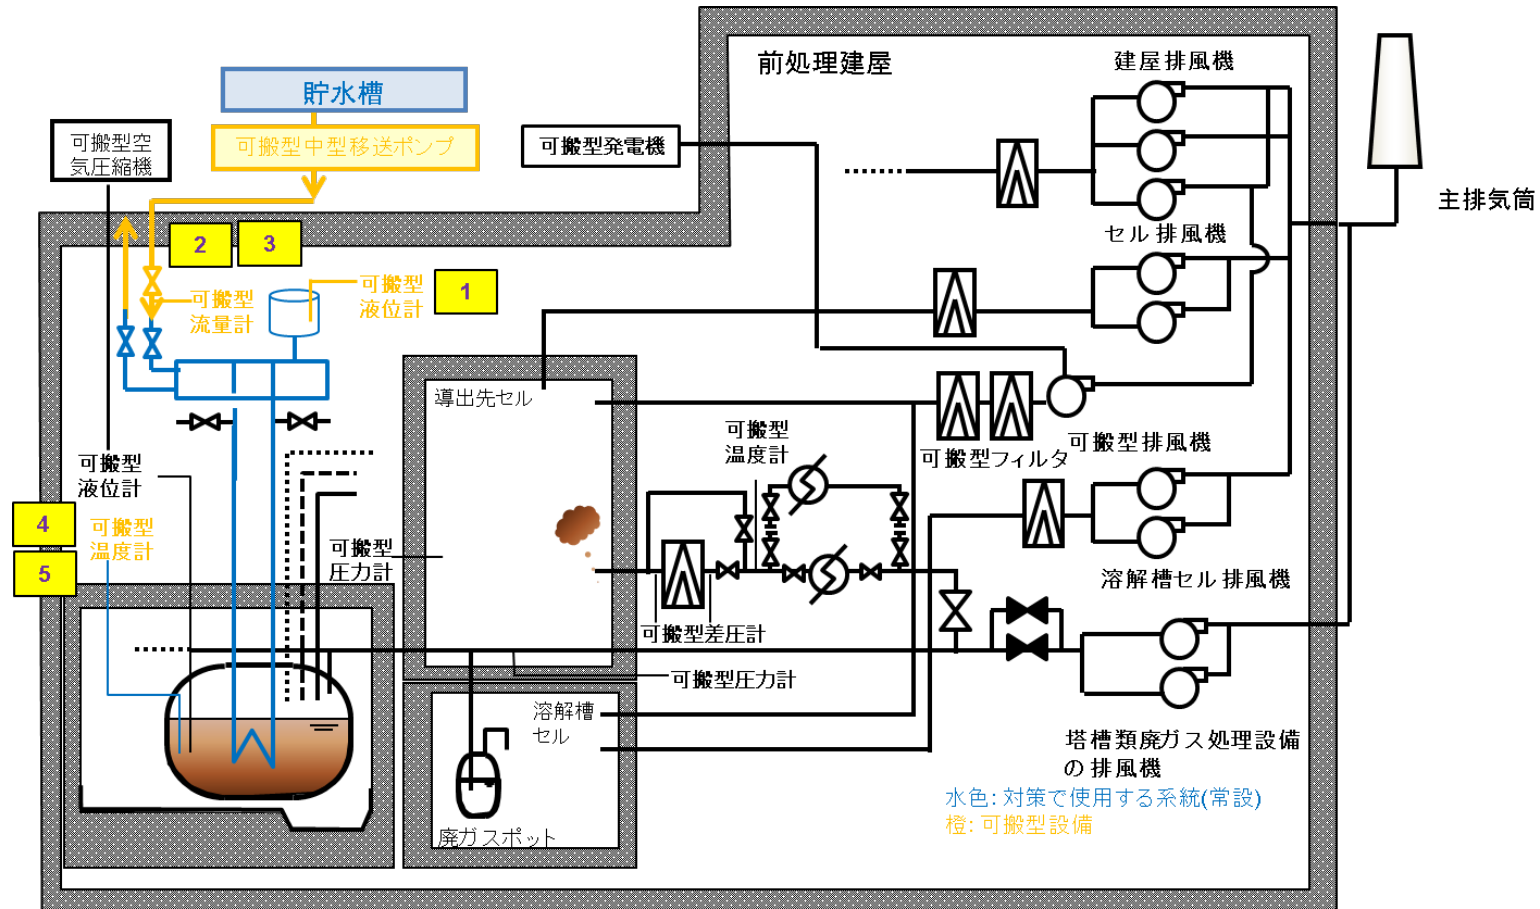 前処理建屋
建屋排風機
貯水槽
可搬型空
気圧縮機
可搬型中型移送ポンプ
可搬型発電機
主排気筒
2
3
セル排風機
可搬型
流量計
可搬型
液位計
1
導出先セル
可搬型
温度計
可搬型フィルタ
可搬型排風機
可搬型
液位計
4
可搬型
温度計
5
可搬型
圧力計
溶解槽セル排風機
可搬型差圧計
可搬型圧力計
溶解槽
セル
塔槽類廃ガス処理設備
の排風機
水色:対策で使用する系統(常設)
橙:可搬型設備
廃ガスポット